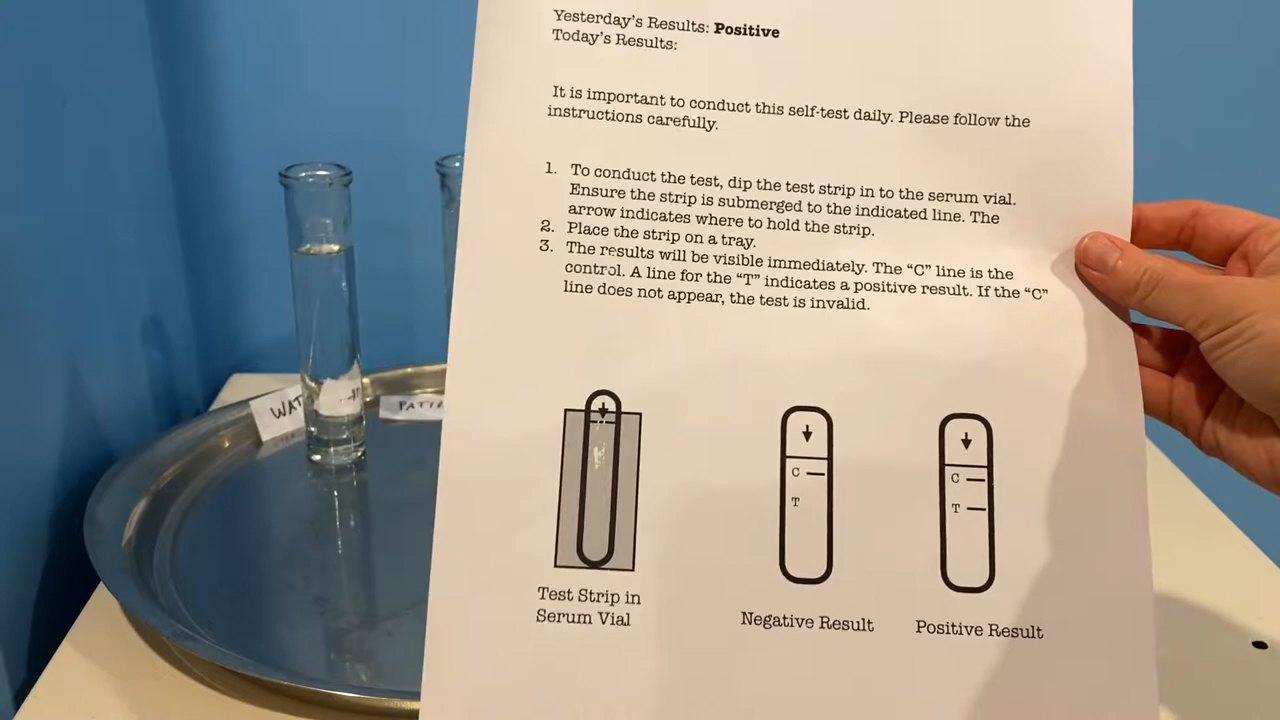 Yesterday's Results: Positive
Today's Results:
It is important to conduct this self-test daily. Please follow the
instructions carefully.
1. To conduct the test, dip the test strip in to the serum vial.
Ensure the strip is submerged to the indicated line. The
arrow indicates where to hold the strip.
2. Place the strip on a tray.
3. The results will be visible immediately. The "C" line is the
control. A line for the "T" indicates a positive result. If the "C"
line does not appear, the test is invalid.
C
T
C
T
Test Strip in
Serum Vial
Negative Result
Positive Result